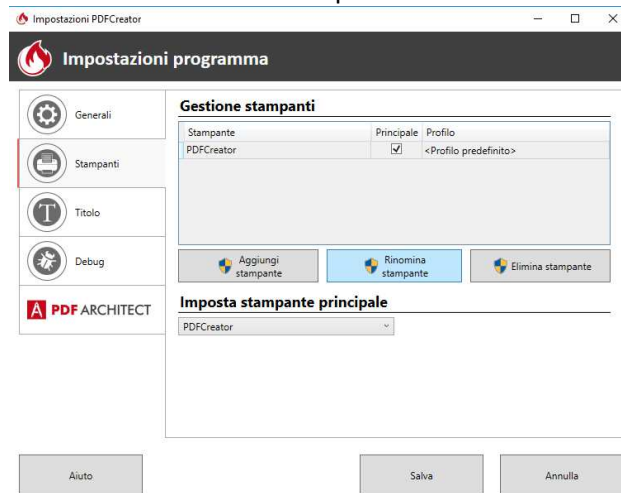 Impostazioni PDFCreator
Impostazioni programma
Generali
Stampanti
Titolo
Debug
PDF ARCHITECT
Gestione stampanti
Stampante Principale Profilo
PDFCreator <Profilo predefinito>
Aggiungi
stampante
Rinomina
stampante
Elimina stampante
Imposta stampante principale
PDFCreator
Aiuto
Salva
Annulla